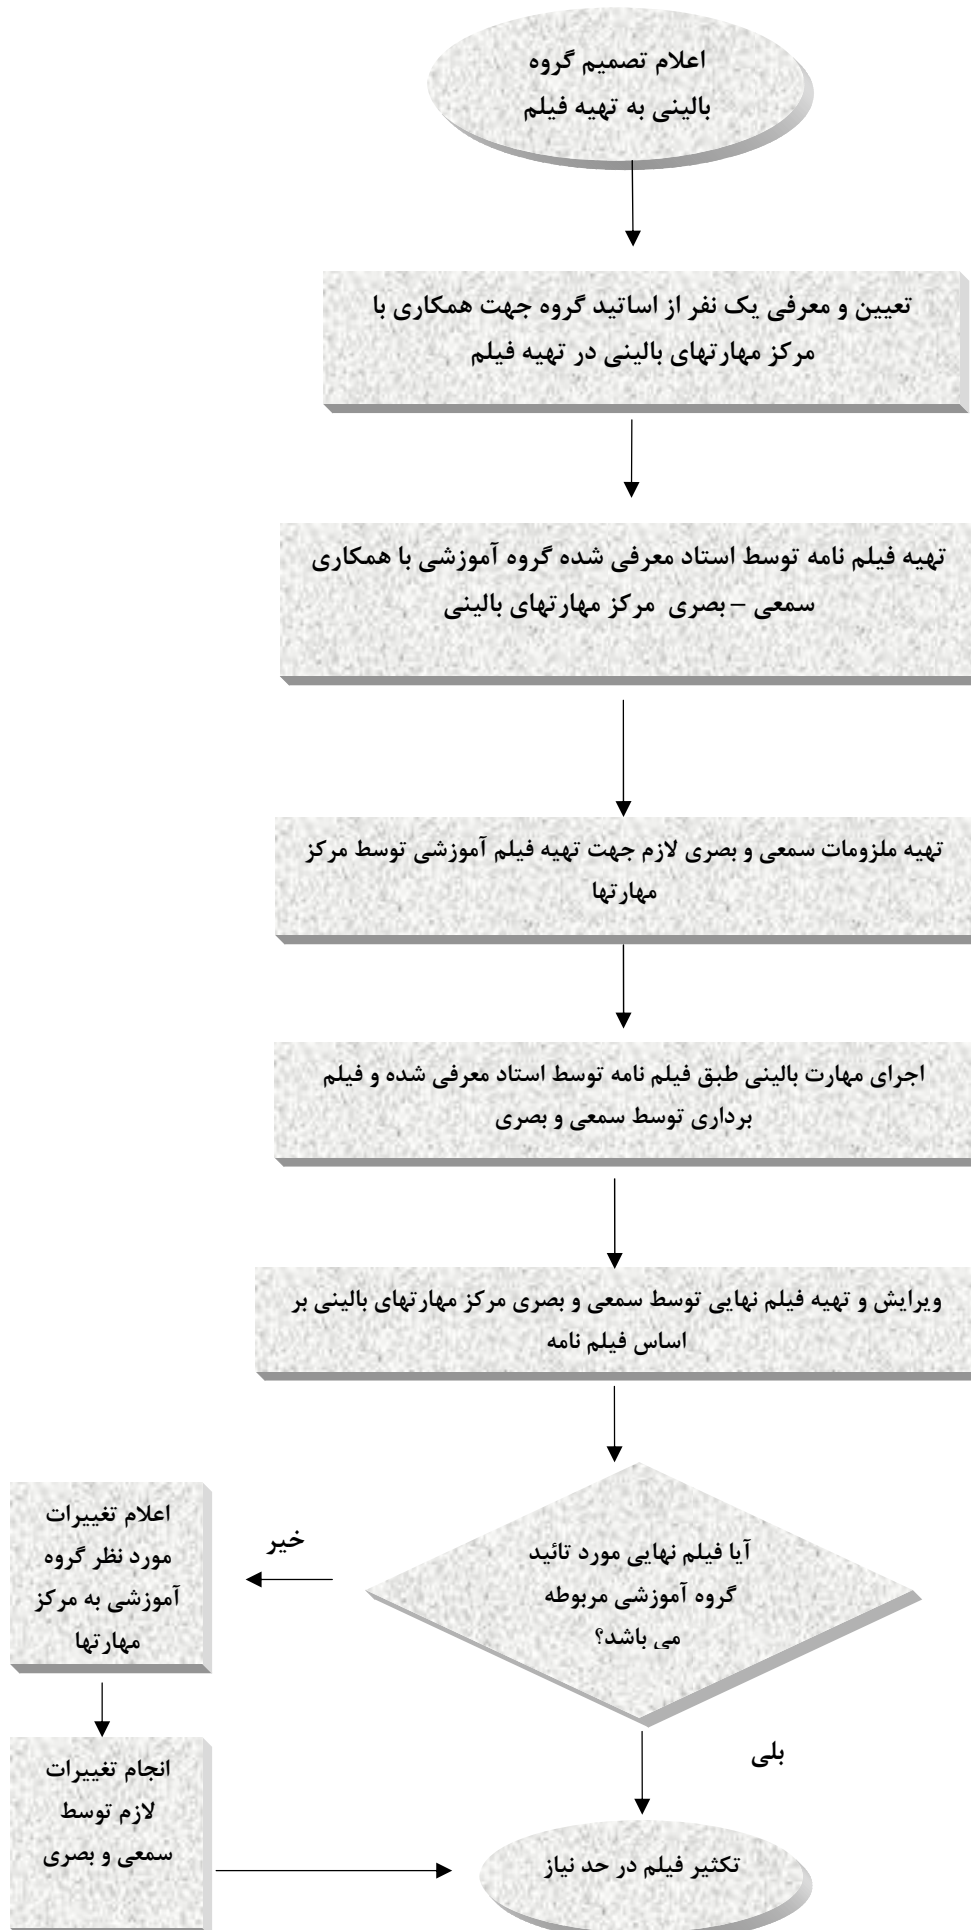 اعلام تصمیم گروه
بالینی به تهیه فیلم
تعیین و معرفی یک نفر از اساتید گروه جهت همکاری با
مرکز مهارتهای بالینی در تهیه فیلم
تهیه فیلم نامه توسط استاد معرفی شده گروه آموزشی با همکاری
سمعی – بصری مرکز مهارتهای بالینی
تهیه ملزومات سمعی و بصری لازم جهت تهیه فیلم آموزشی توسط مرکز
مهارتها
اجرای مهارت بالینی طبق فیلم نامه توسط استاد معرفی شده و فیلم
برداری توسط سمعی و بصری
ویرایش و تهیه فیلم نهایی توسط سمعی و بصری مرکز مهارتهای بالینی بر
اساس فیلم نامه
آیا فیلم نهایی مورد تائید
گروه آموزشی مربوطه
می باشد؟
خیر
اعلام تغییرات
مورد نظر گروه
آموزشی به مرکز
مهارتها
انجام تغییرات
لازم توسط
سمعی و بصری
بلی
تکثیر فیلم در حد نیاز